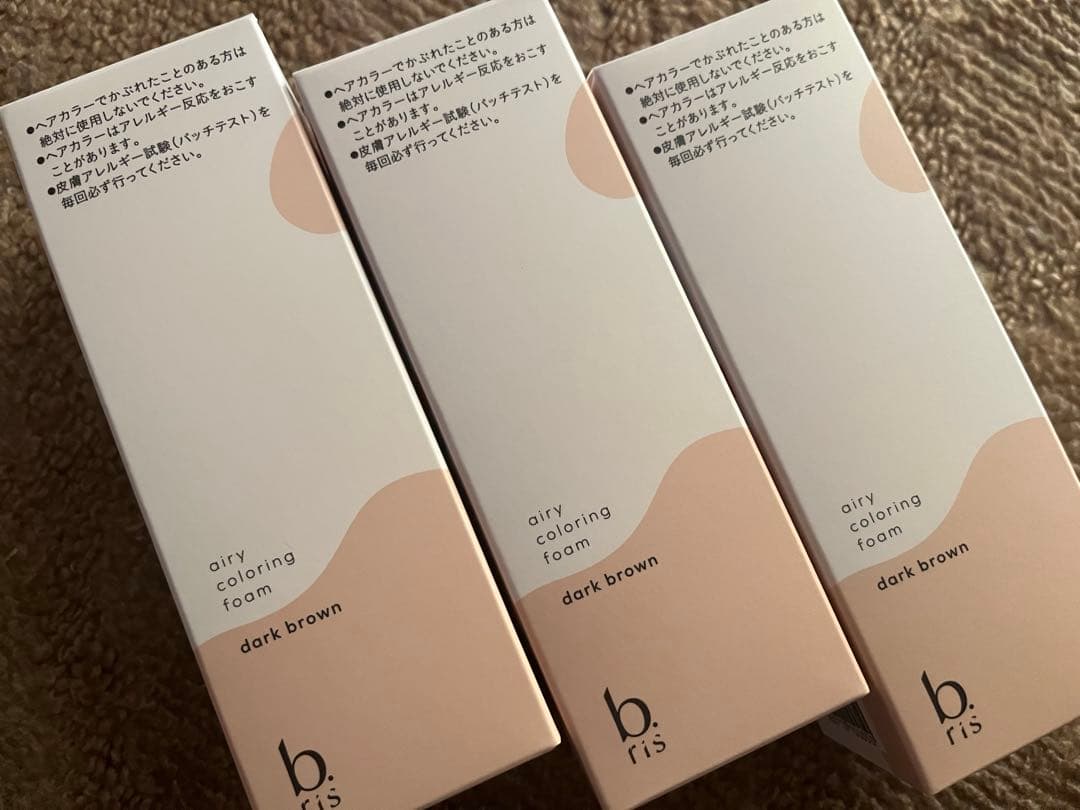 ●ヘアカラーでかぶれたことのある方は
絶対に使用しないでください。
●ヘアカラーはアレルギー反応をおこす
ことがあります。
●皮膚アレルギー試験(パッチテスト)を
毎回必ず行ってください。
airy
coloring
foam
dark brown
b.
ris
●ヘアカラーでかぶれたことのある方は
絶対に使用しないでください。
●ヘアカラーはアレルギー反応をおこす
ことがあります。
●皮膚アレルギー試験(パッチテスト)を
毎回必ず行ってください。
airy
coloring
foam
dark brown
b.
ris
●ヘアカラーでかぶれたことのある方は
絶対に使用しないでください。
●ヘアカラーはアレルギー反応をおこす
ことがあります。
●皮膚アレルギー試験(パッチテスト)を
毎回必ず行ってください。
airy
coloring
foam
dark brown
b.
ris